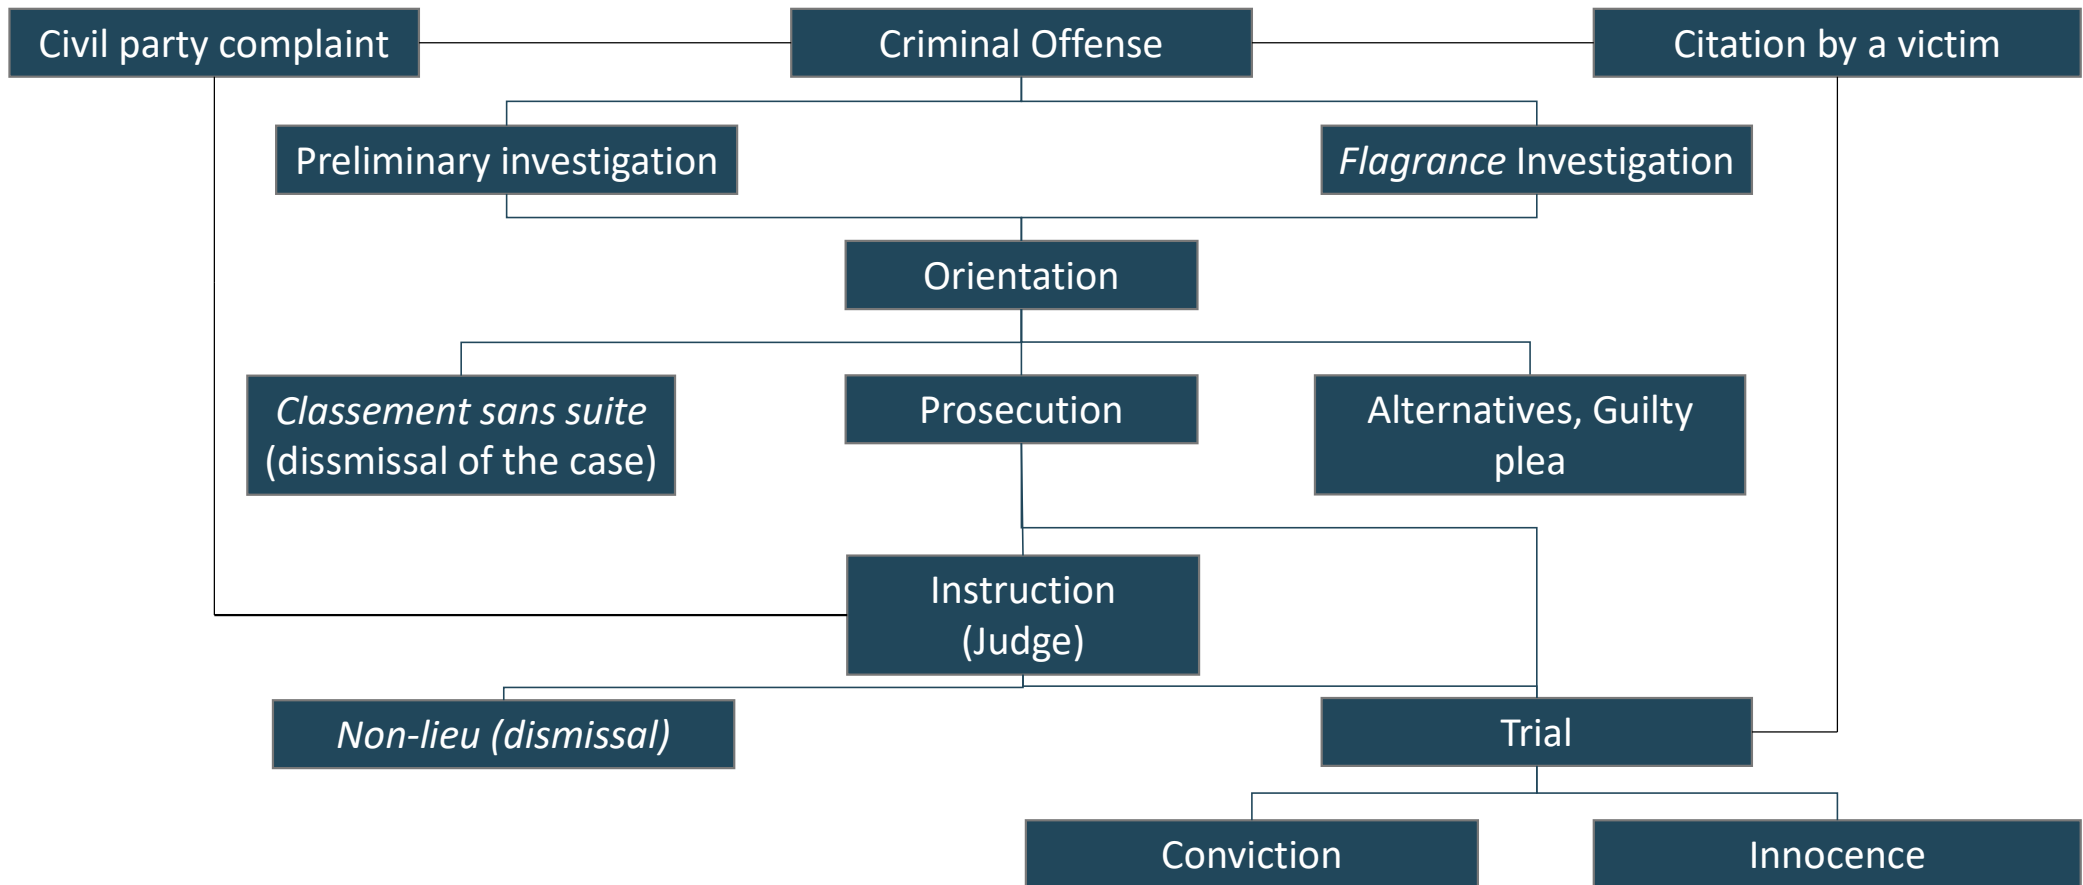 Civil party complaint
Criminal Offense
Citation by a victim
Preliminary investigation
Flagrance Investigation
Orientation
Classement sans suite
(dissmissal of the case)
Prosecution
Alternatives, Guilty
plea
Instruction
(Judge)
Non-lieu (dismissal)
Trial
Conviction
Innocence